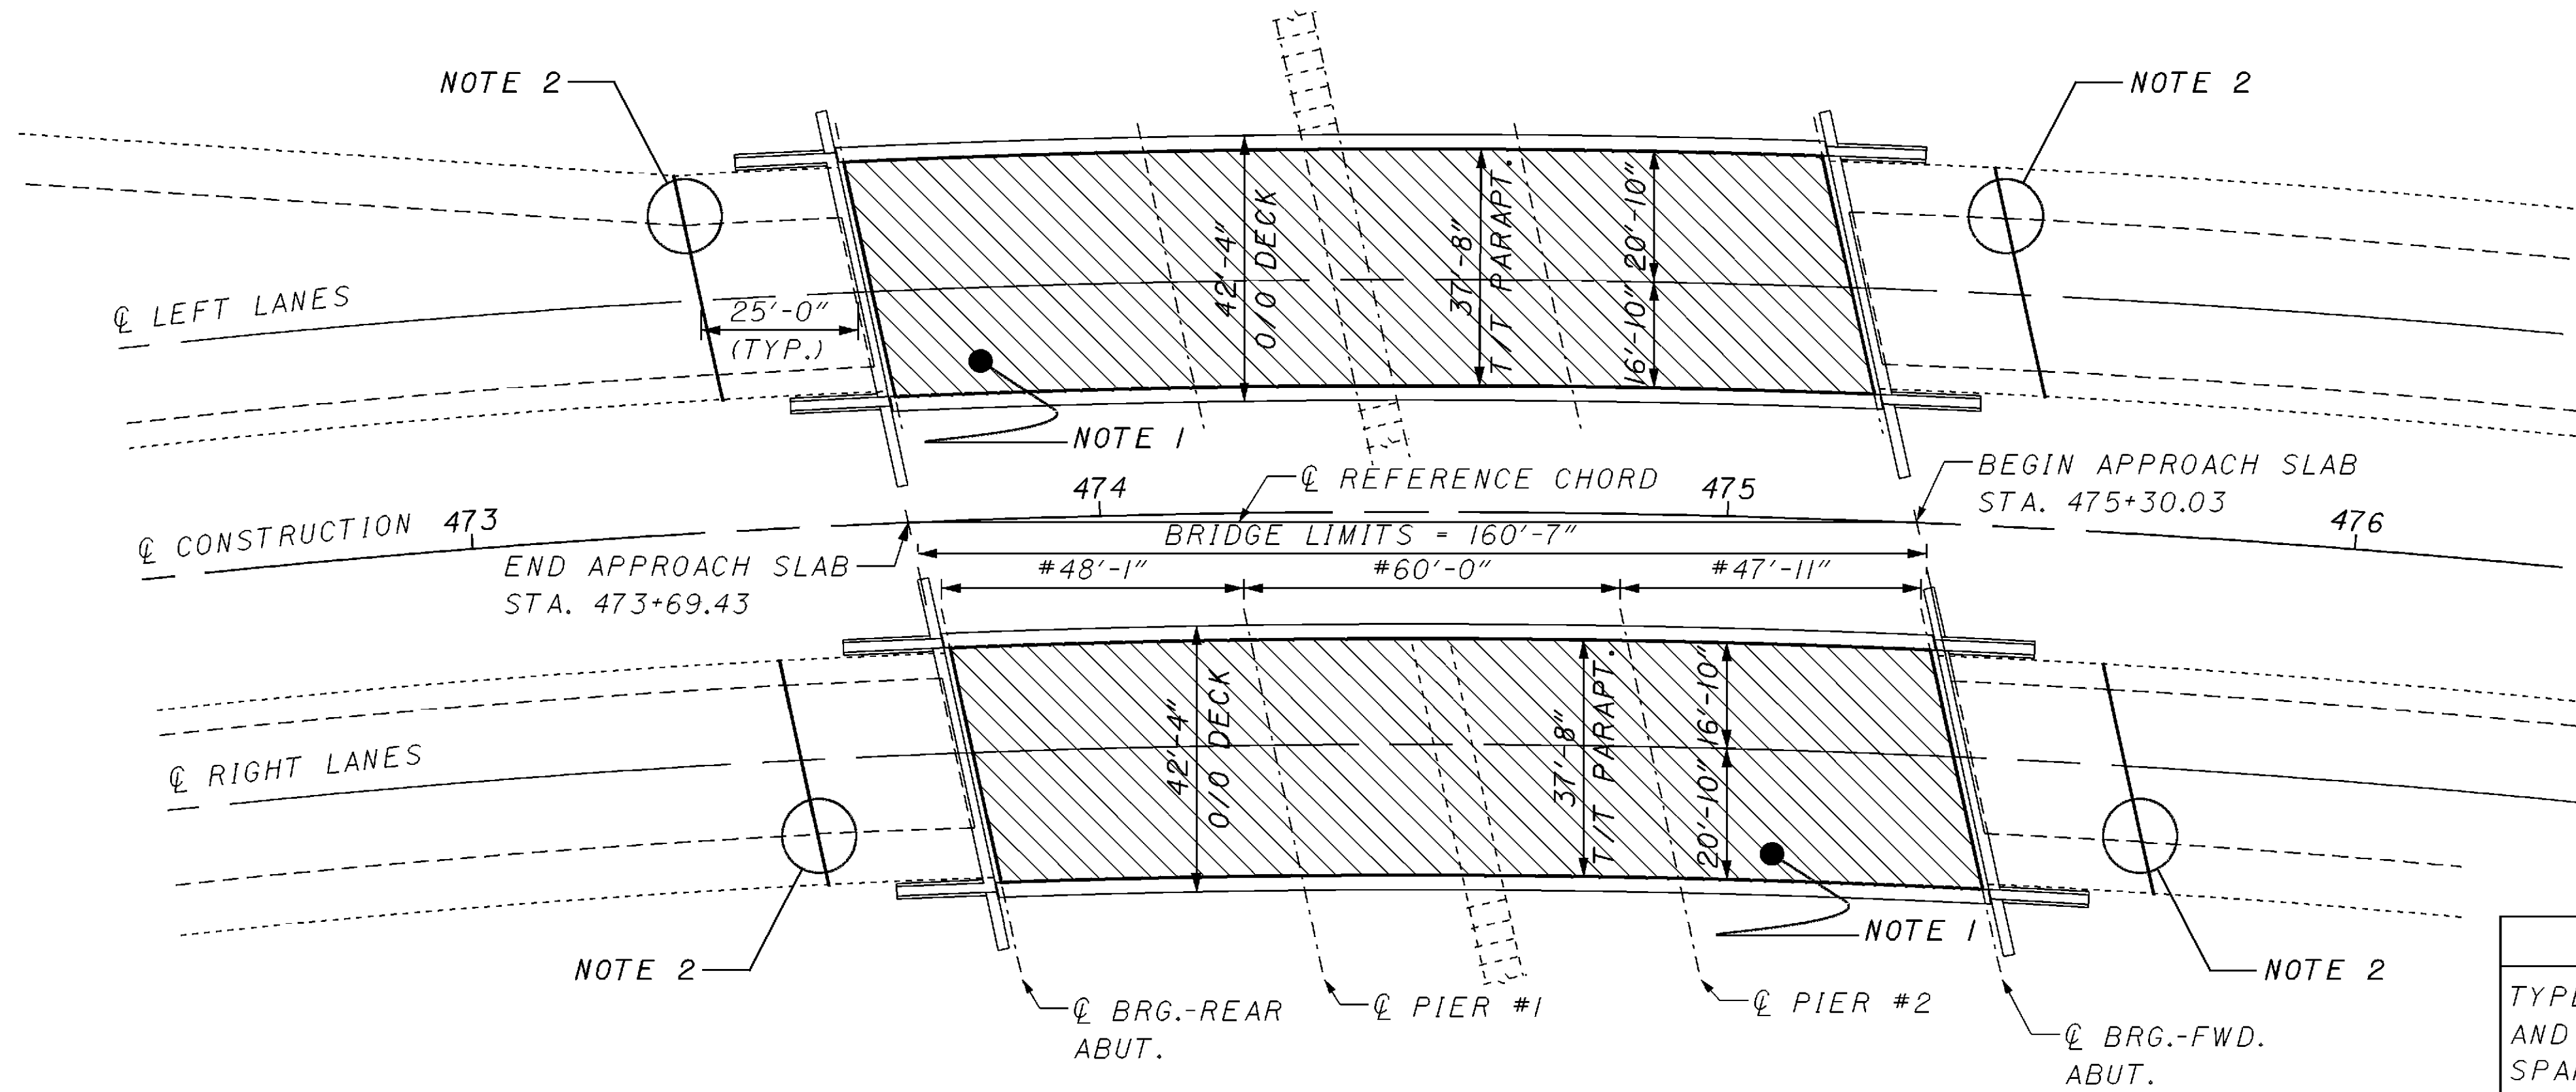 NOTE 2
NOTE 2
℄ LEFT LANES
25'-0"
(TYP.)
42'-4"
O/O DECK
37'-8"
T/T PARAPT.
20'-10"
16'-10"
NOTE 1
℄ REFERENCE CHORD
BEGIN APPROACH SLAB
STA. 475+30.03
℄ CONSTRUCTION
473
474
475
476
BRIDGE LIMITS = 160'-7"
END APPROACH SLAB
STA. 473+69.43
#48'-1"
#60'-0"
#47'-11"
℄ RIGHT LANES
42'-4"
O/O DECK
37'-8"
T/T PARAPT.
16'-10"
20'-10"
NOTE 1
NOTE 2
NOTE 2
℄ BRG.-REAR
ABUT.
℄ PIER #1
℄ PIER #2
℄ BRG.-FWD.
ABUT.
AND